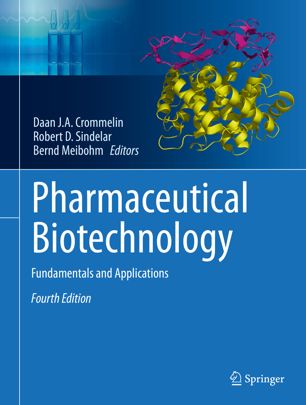 Daan J.A. Crommelin
Robert D. Sindelar
Bernd Meibohm Editors
Pharmaceutical
Biotechnology
Fundamentals and Applications
Fourth Edition
Springer